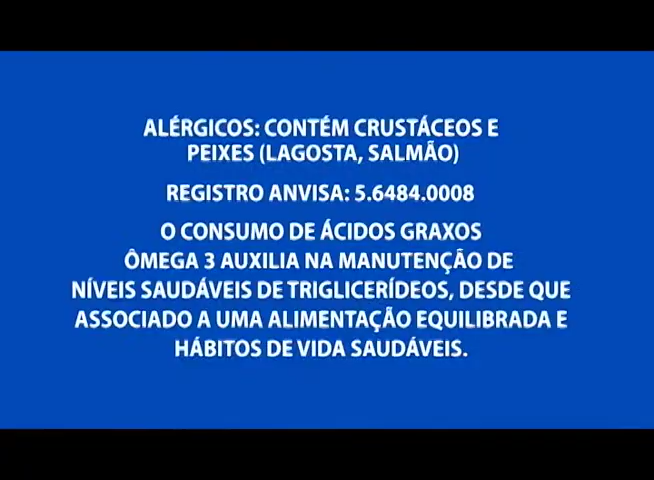 ALÉRGICOS: CONTÉM CRUSTÁCEOS E
PEIXES (LAGOSTA, SALMÃO)
REGISTRO ANVISA: 5.6484.0008
O CONSUMO DE ÁCIDOS GRAXOS
ÔMEGA 3 AUXILIA NA MANUTENÇÃO DE
NÍVEIS SAUDÁVEIS DE TRIGLICERÍDEOS, DESDE QUE
ASSOCIADO A UMA ALIMENTAÇÃO EQUILIBRADA E
HÁBITOS DE VIDA SAUDÁVEIS.